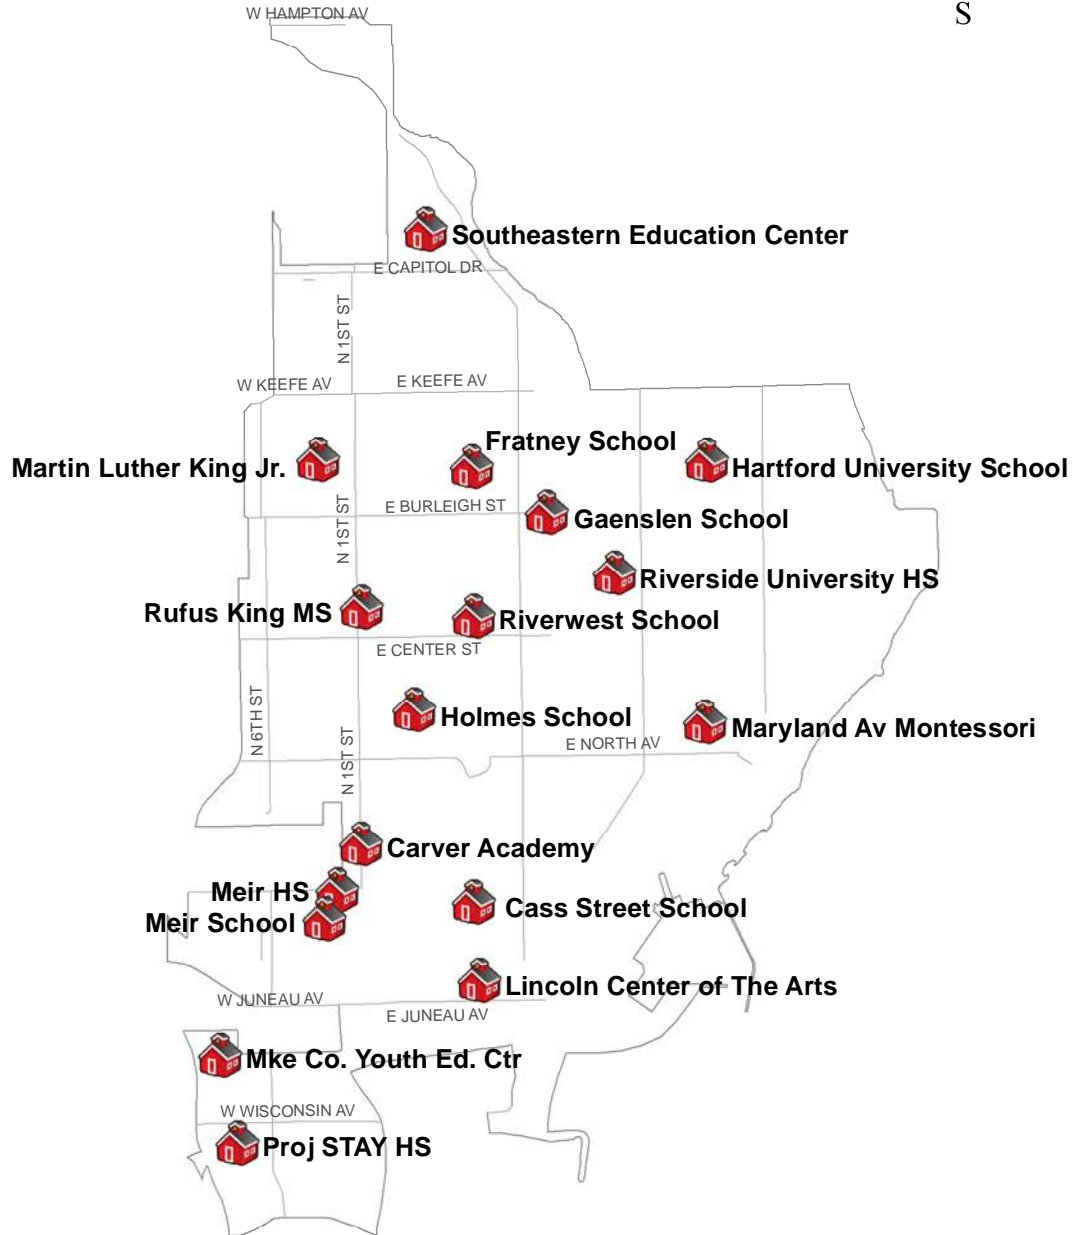 W HAMPTON AV
S
Southeastern Education Center
E CAPITOL DR
N 1ST ST
W KEEFE AV
E KEEFE AV
Fratney School
Martin Luther King Jr.
Hartford University School
E BURLEIGH ST
N 1ST ST
Gaenslen School
Riverside University HS
Rufus King MS
Riverwest School
E CENTER ST
N 6TH ST
Holmes School
Maryland Av Montessori
E NORTH AV
N 1ST ST
Carver Academy
Meir HS
Cass Street School
Meir School
Lincoln Center of The Arts
W JUNEAU AV
E JUNEAU AV
Mke Co. Youth Ed. Ctr
W WISCONSIN AV
Proj STAY HS